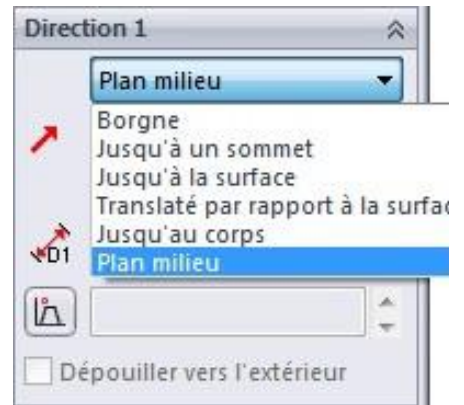 Direction 1
Plan milieu
Borgne
Jusqu'à un sommet
Jusqu'à la surface
Translaté par rapport à la surfac
Jusqu'au corps
D1
Plan milieu
Dépouiller vers l'extérieur